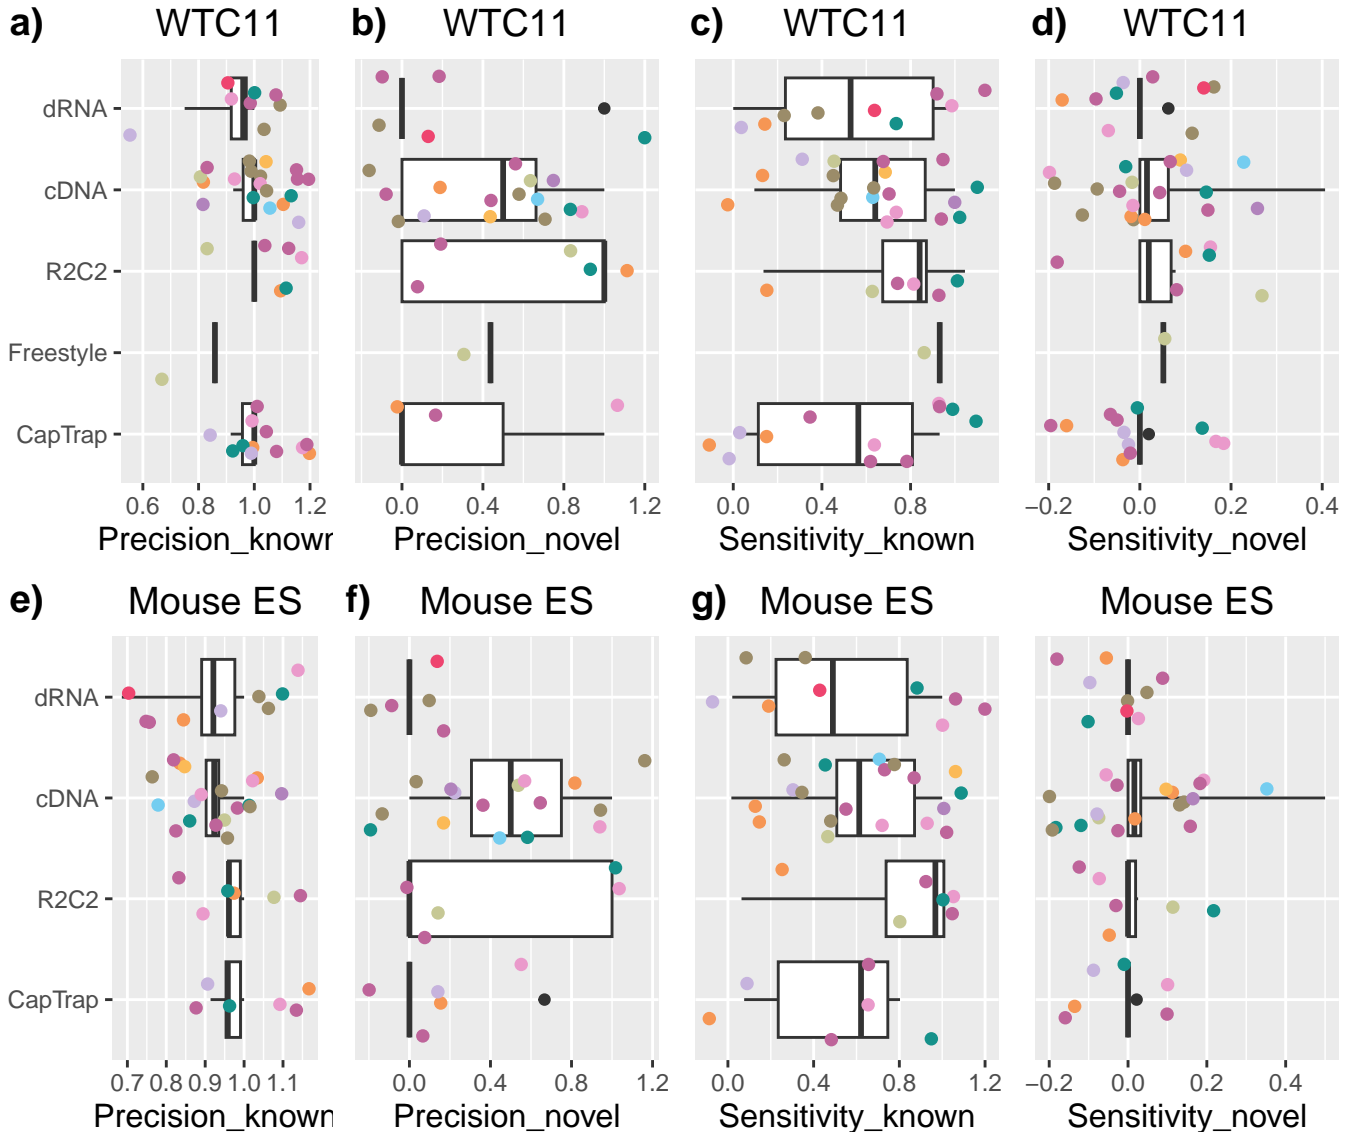 a) WTC11 b) WTC11 c) WTC11 d) WTC11
dRNA
cDNA
R2C2
Freestyle
CapTrap
0.6 0.8 1.0 1.2 0.0 0.4 0.8 1.2 0.0 0.4 0.8 −0.2 0.0 0.2 0.4
Precision_known Precision_novel Sensitivity_known Sensitivity_novel
e) Mouse ES f) Mouse ES g) Mouse ES Mouse ES
dRNA
cDNA
R2C2
CapTrap
0.7 0.8 0.9 1.0 1.1 0.0 0.4 0.8 1.2 0.0 0.4 0.8 1.2 −0.2 0.0 0.2 0.4
Precision_known Precision_novel Sensitivity_known Sensitivity_novel